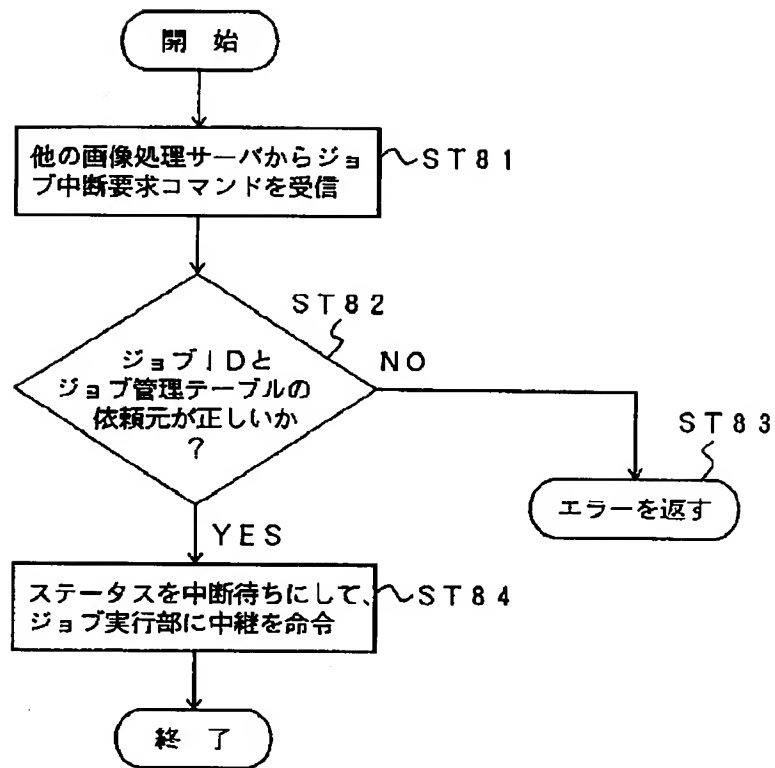 開 始
他の画像処理サーバからジョ
ブ中断要求コマンドを受信
ST81
ST82
ジョブIDと
ジョブ管理テーブルの
依頼元が正しいか
?
NO
ST83
エラーを返す
YES
ステータスを中断待ちにして、
ジョブ実行部に中継を命令
ST84
終 了